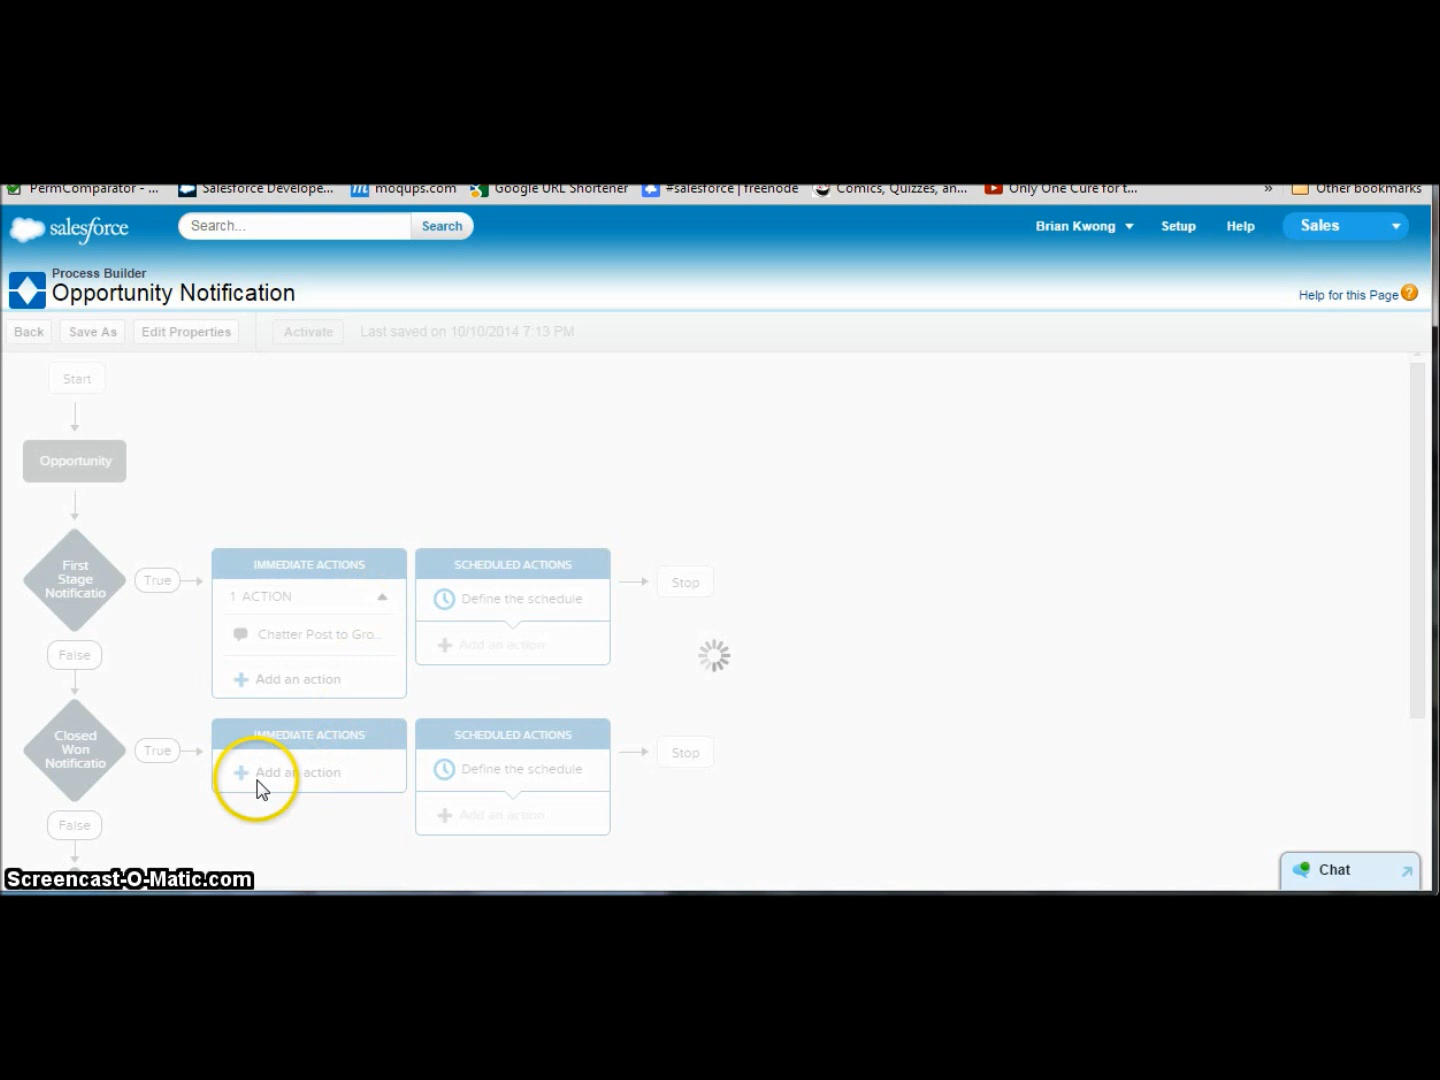 PermComparator - ... Salesforce Develope... moqups.com Google URL Shortener #salesforce | freenode Comics, Quizzes, an... Only One Cure for t... » Other bookmarks
salesforce Search... Search Brian Kwong Setup Help Sales
Process Builder
Opportunity Notification Help for this Page ?
Back Save As Edit Properties Activate Last saved on 10/10/2014 7:13 PM
Start
Opportunity
First
Stage
Notificatio
True
IMMEDIATE ACTIONS
1 ACTION
Chatter Post to Gro...
Add an action
SCHEDULED ACTIONS
Define the schedule
Add an action
Stop
False
Closed
Won
Notificatio
True
IMMEDIATE ACTIONS
Add an action
SCHEDULED ACTIONS
Define the schedule
Add an action
Stop
False
Screencast-O-Matic.com
Chat